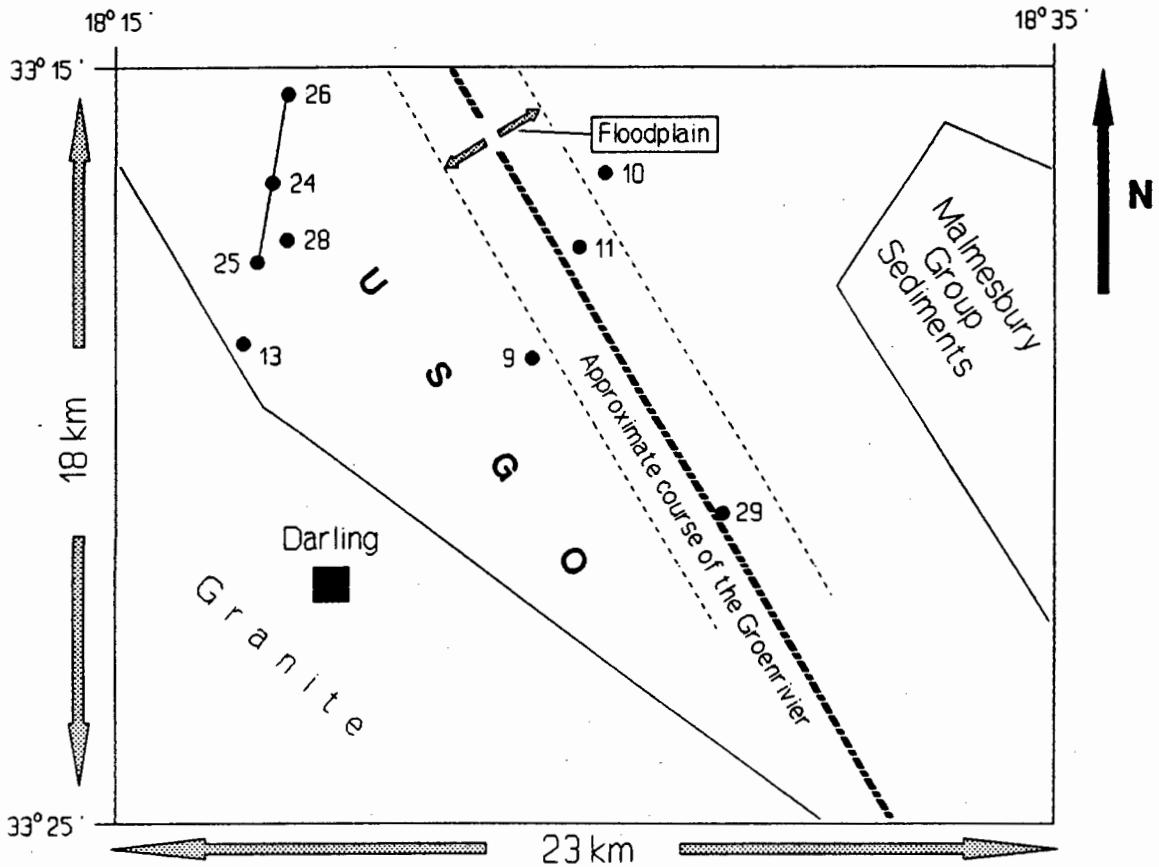 18° 15'
18° 35'
33° 15'
26
Floodplain
10
24
N
28
11
25
Malmesbury
Group
Sediments
13
9
U S G O
18 km
Approximate course of the Groenrivier
29
Darling
Granite
33° 25'
23 km